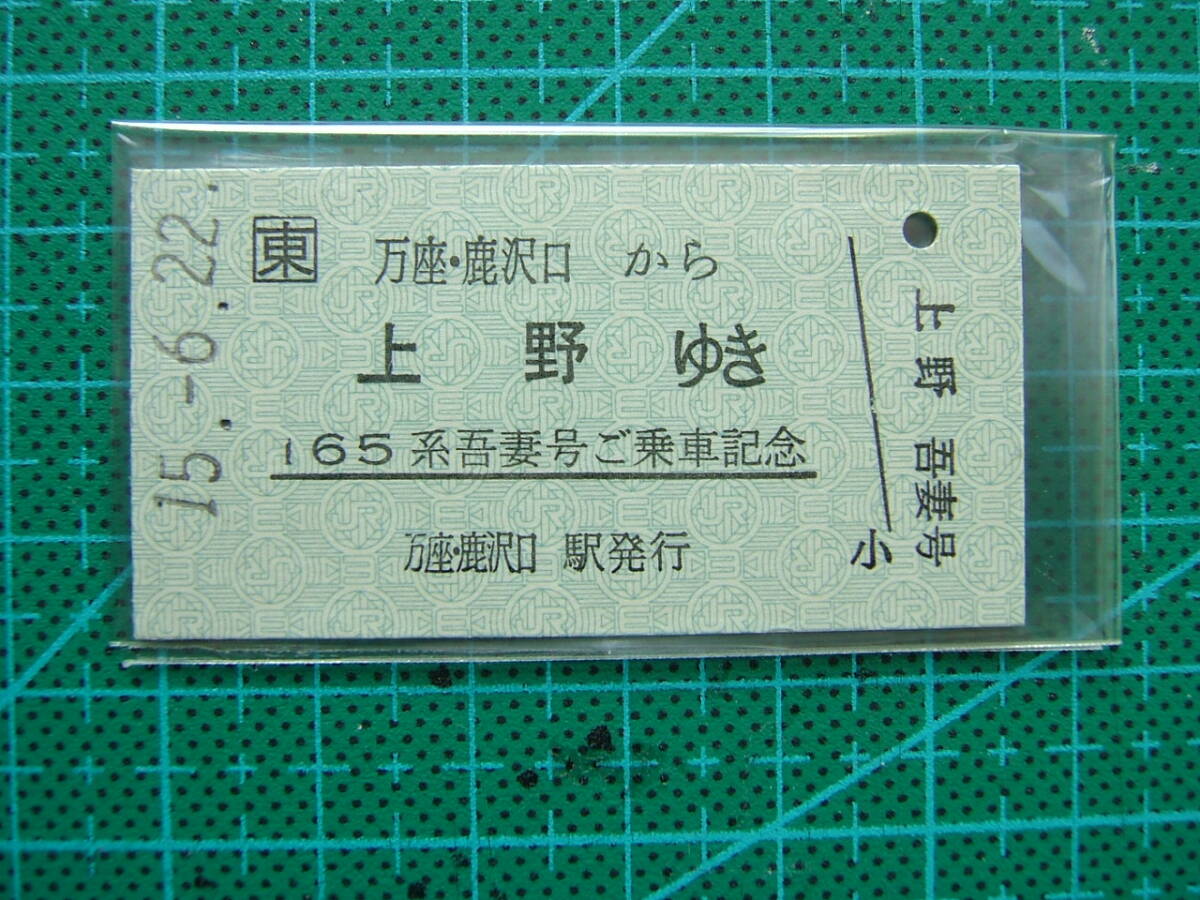 15.-6.22.
東 万座・鹿沢口 から
上野ゆき
165系吾妻号ご乗車記念
万座・鹿沢口 駅発行
上野 吾妻号
小